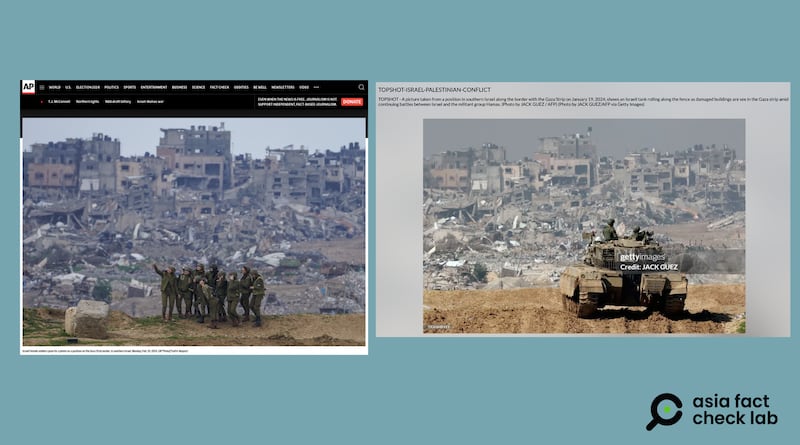 AP
WORLD U.S. ELECTION 2024 POLITICS SPORTS ENTERTAINMENT BUSINESS SCIENCE FACT CHECK ODDITIES BE WELL NEWSLETTERS VIDEO •••
Israel-Hamas war
EVEN WHEN THE NEWS IS FREE, JOURNALISM IS NOT.
SUPPORT INDEPENDENT, FACT-BASED JOURNALISM.
DONATE
TOPSHOT-ISRAEL-PALESTINIAN-CONFLICT
TOPSHOT - A picture taken from a position in southern Israel along the border with the Gaza Strip on January 19, 2024, shows an Israeli tank rolling along the fence as damaged buildings are see in the Gaza strip amid
continuing battles between Israel and the militant group Hamas. (Photo by JACK GUEZ / AFP) (Photo by JACK GUEZ/AFP via Getty Images)
gettyimages
Credit: JACK GUEZ
asia fact
check lab